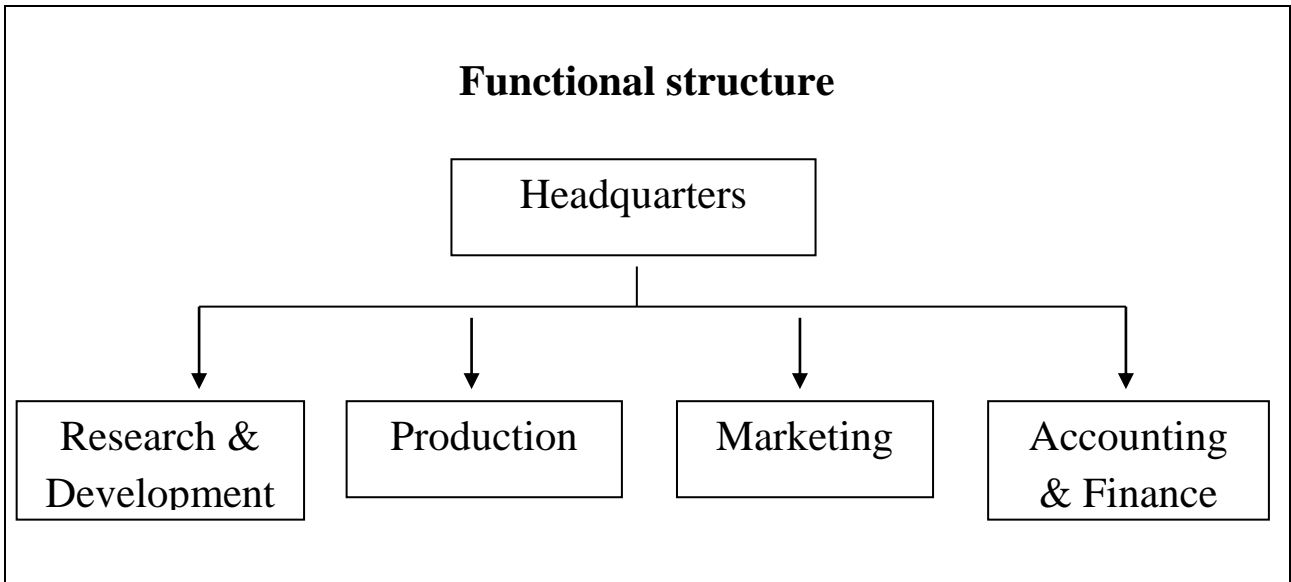 Functional structure
Headquarters
Research &
Development
Production
Marketing
Accounting
& Finance